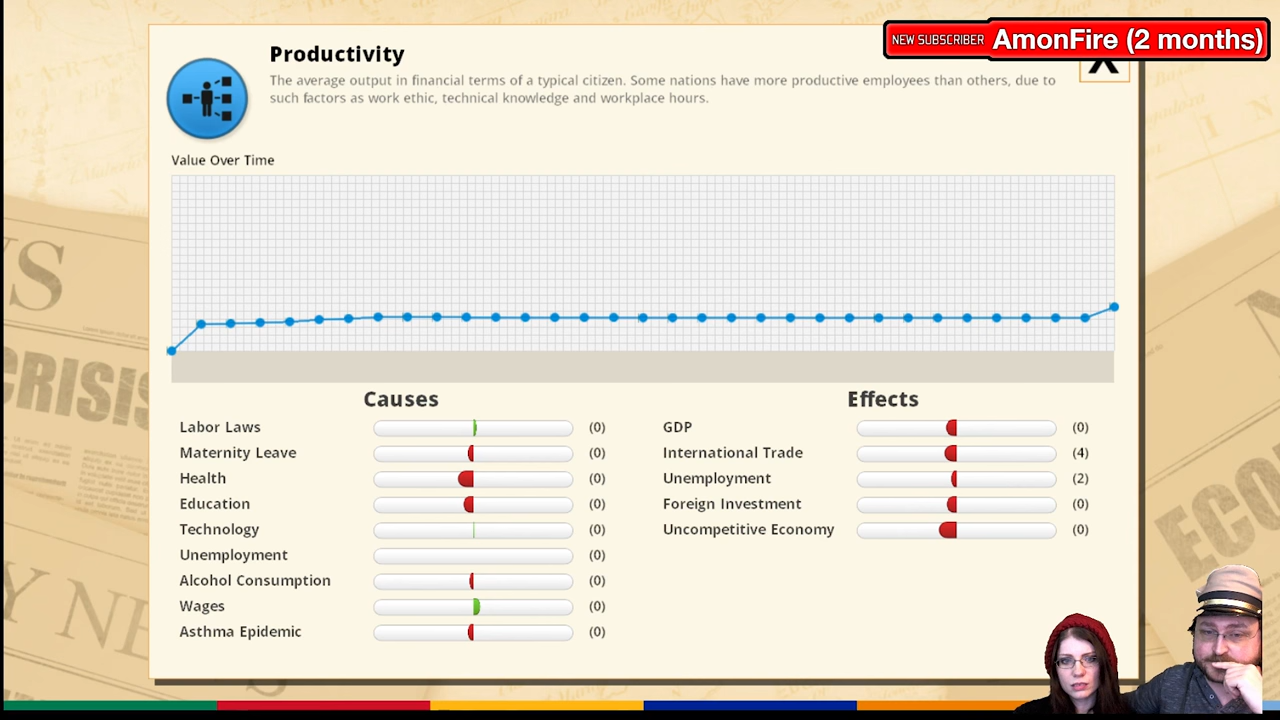 NEW SUBSCRIBER AmonFire (2 months)
Productivity
X
The average output in financial terms of a typical citizen. Some nations have more productive employees than others, due to
such factors as work ethic, technical knowledge and workplace hours.
Value Over Time
Causes
Labor Laws (0)
Maternity Leave (0)
Health (0)
Education (0)
Technology (0)
Unemployment (0)
Alcohol Consumption (0)
Wages (0)
Asthma Epidemic (0)
Effects
GDP (0)
International Trade (4)
Unemployment (2)
Foreign Investment (0)
Uncompetitive Economy (0)
CRISIS
ECO